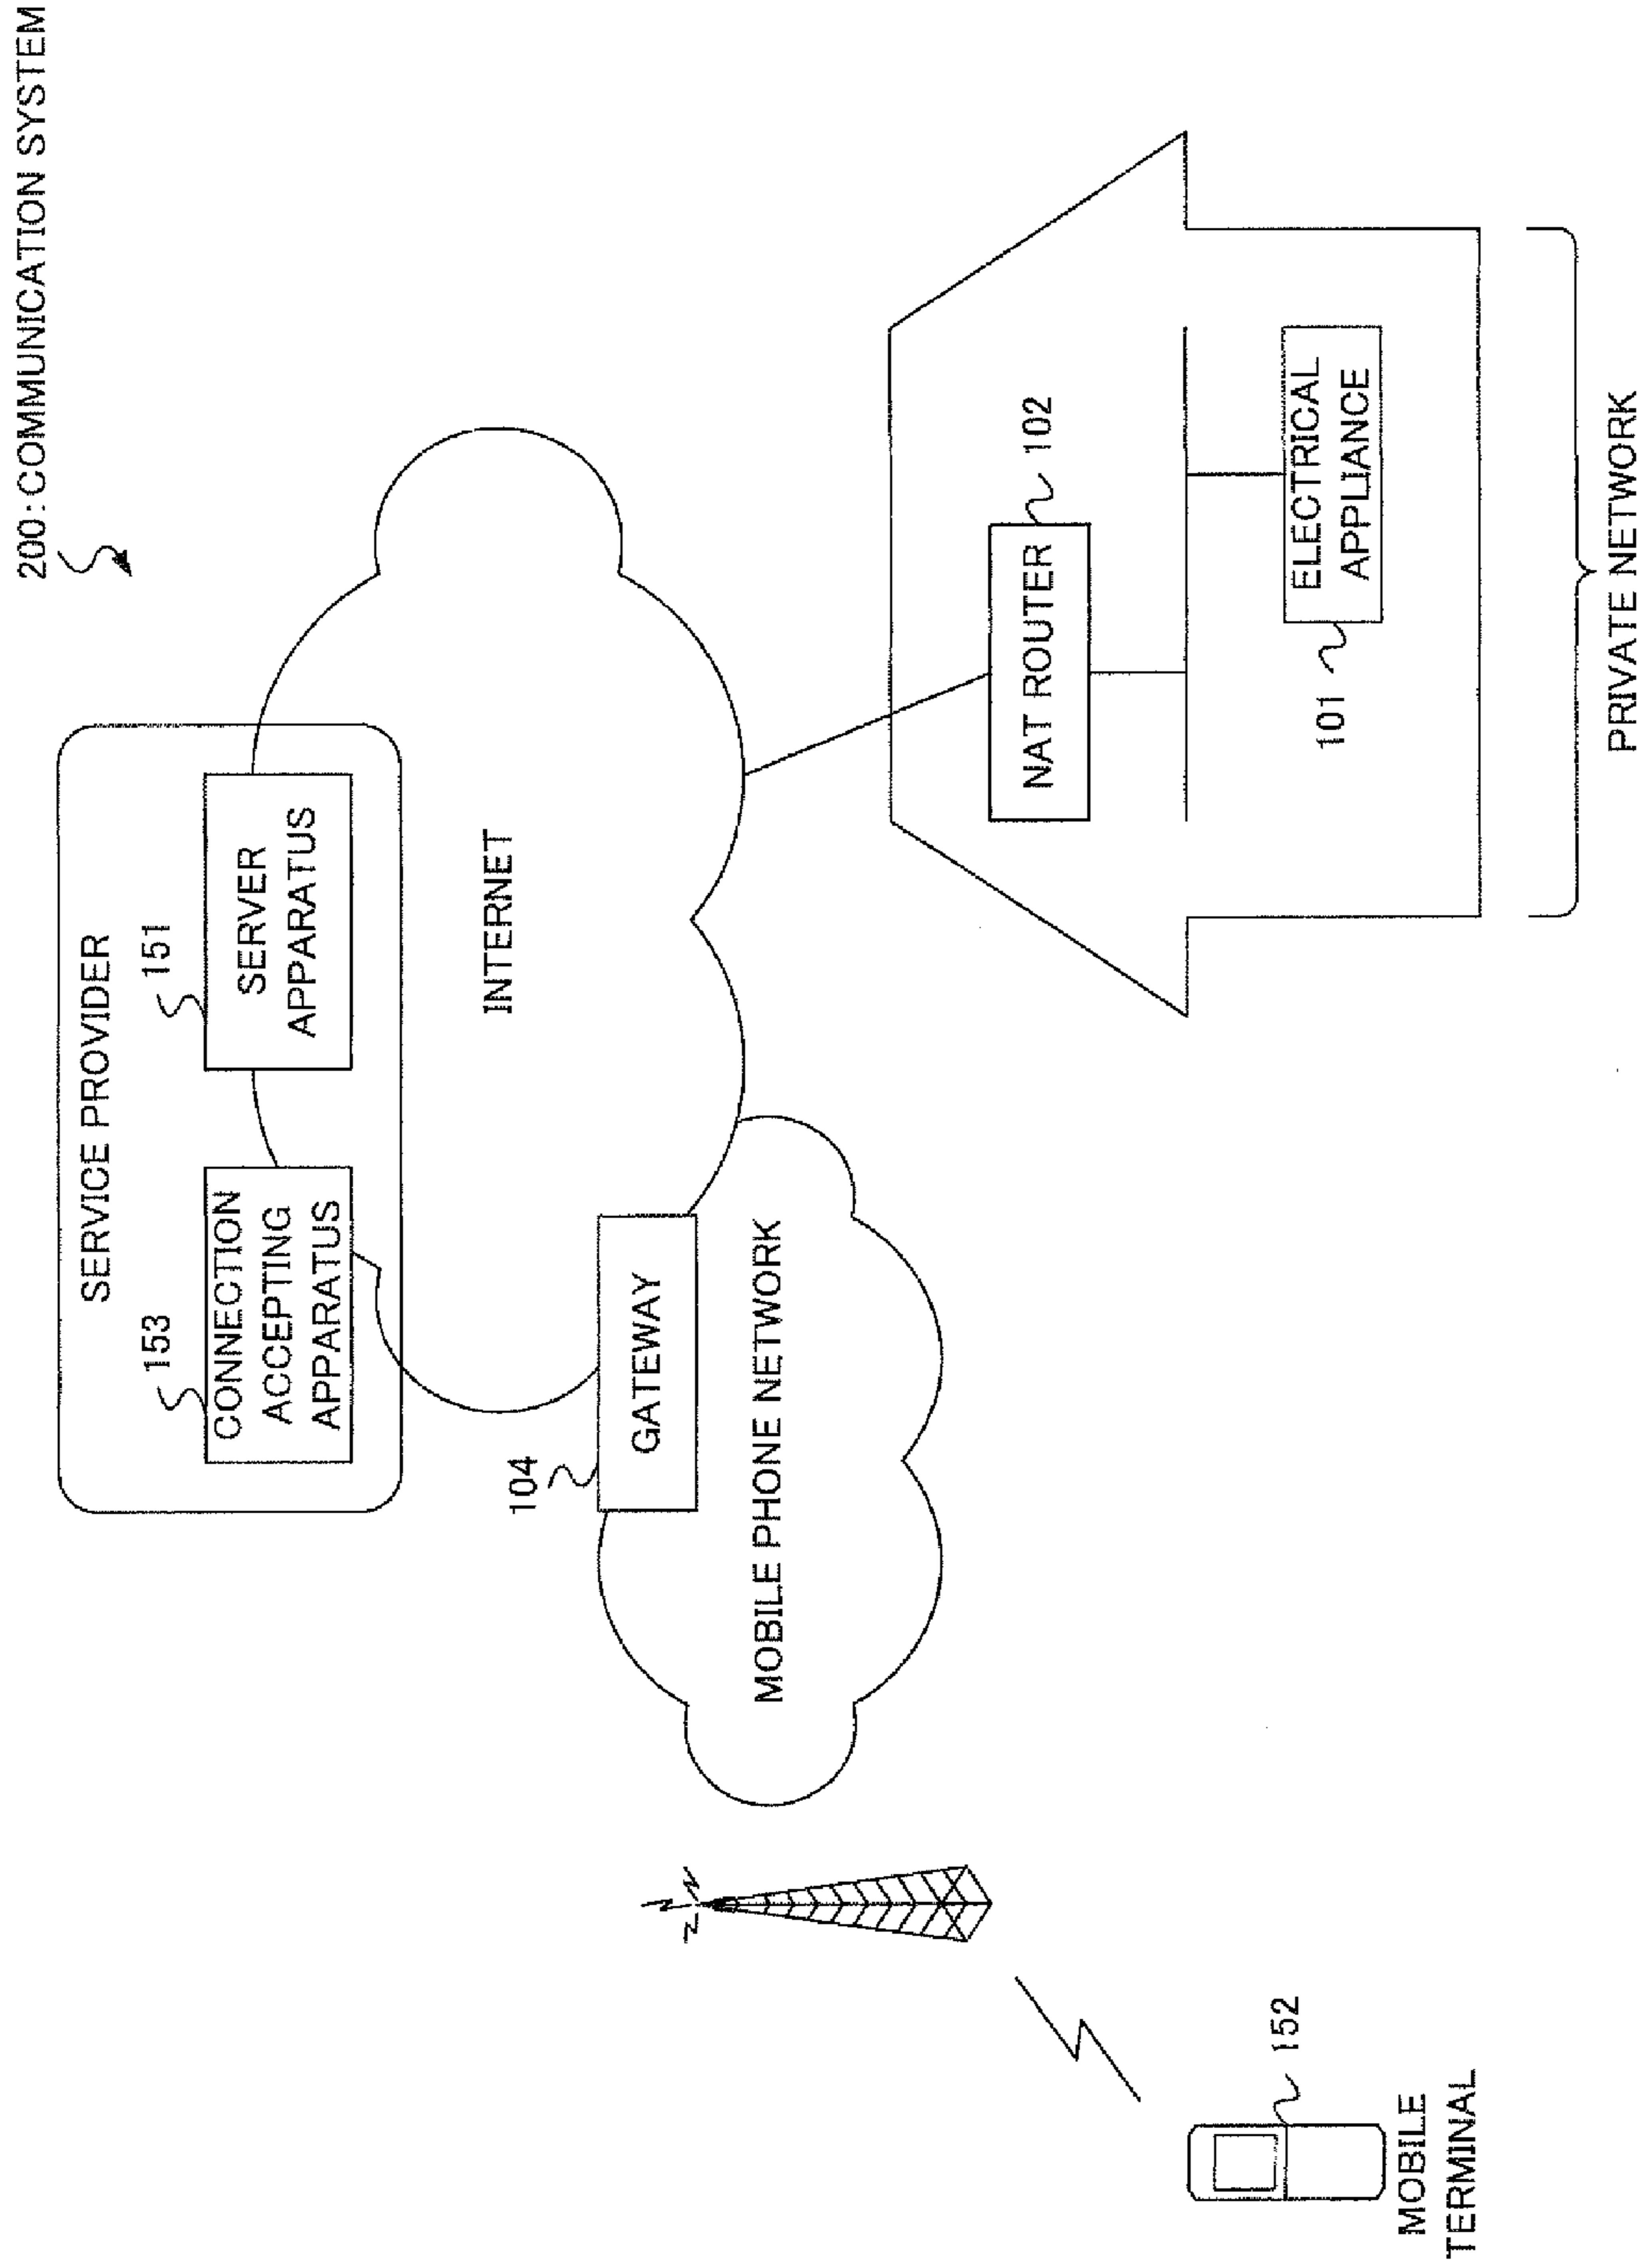 200:COMMUNICATION SYSTEM
SERVICE PROVIDER
153
CONNECTION
ACCEPTING
APPARATUS
151
SERVER
APPARATUS
INTERNET
104
GATEWAY
MOBILE PHONE NETWORK
NAT ROUTER
102
101
ELECTRICAL
APPLIANCE
PRIVATE NETWORK
152
MOBILE
TERMINAL